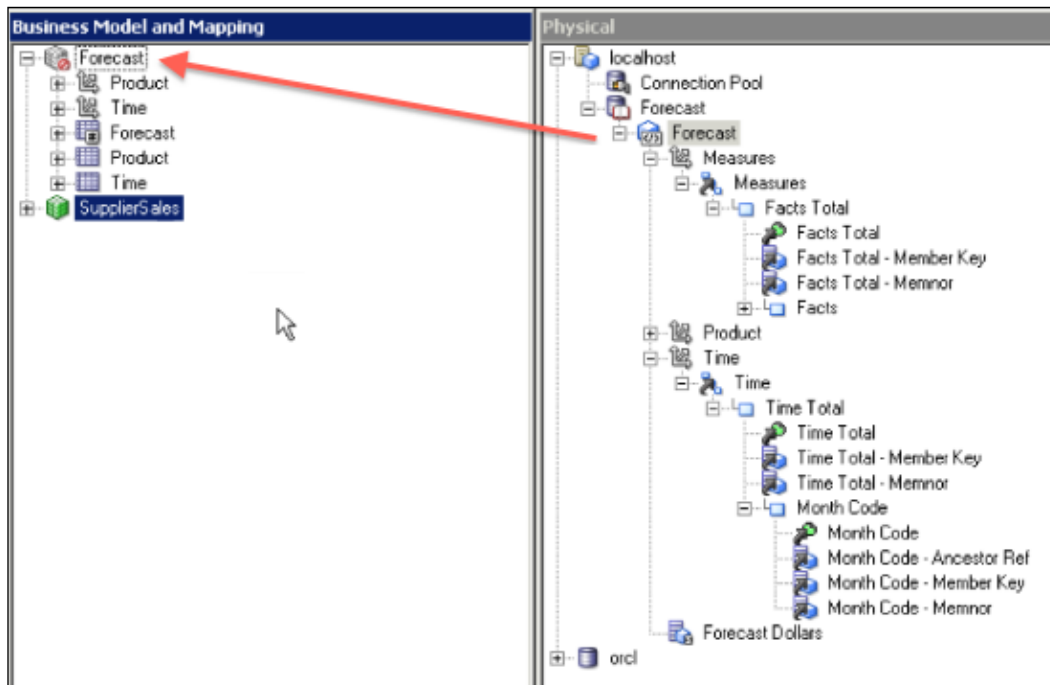 Business Model and Mapping
Forecast
Product
Time
Forecast
Product
Time
SupplierSales
Physical
localhost
Connection Pool
Forecast
Forecast
Measures
Measures
Facts Total
Facts Total
Facts Total - Member Key
Facts Total - Memnor
Facts
Product
Time
Time
Time Total
Time Total
Time Total - Member Key
Time Total - Memnor
Month Code
Month Code
Month Code - Ancestor Ref
Month Code - Member Key
Month Code - Memnor
Forecast Dollars
orcl